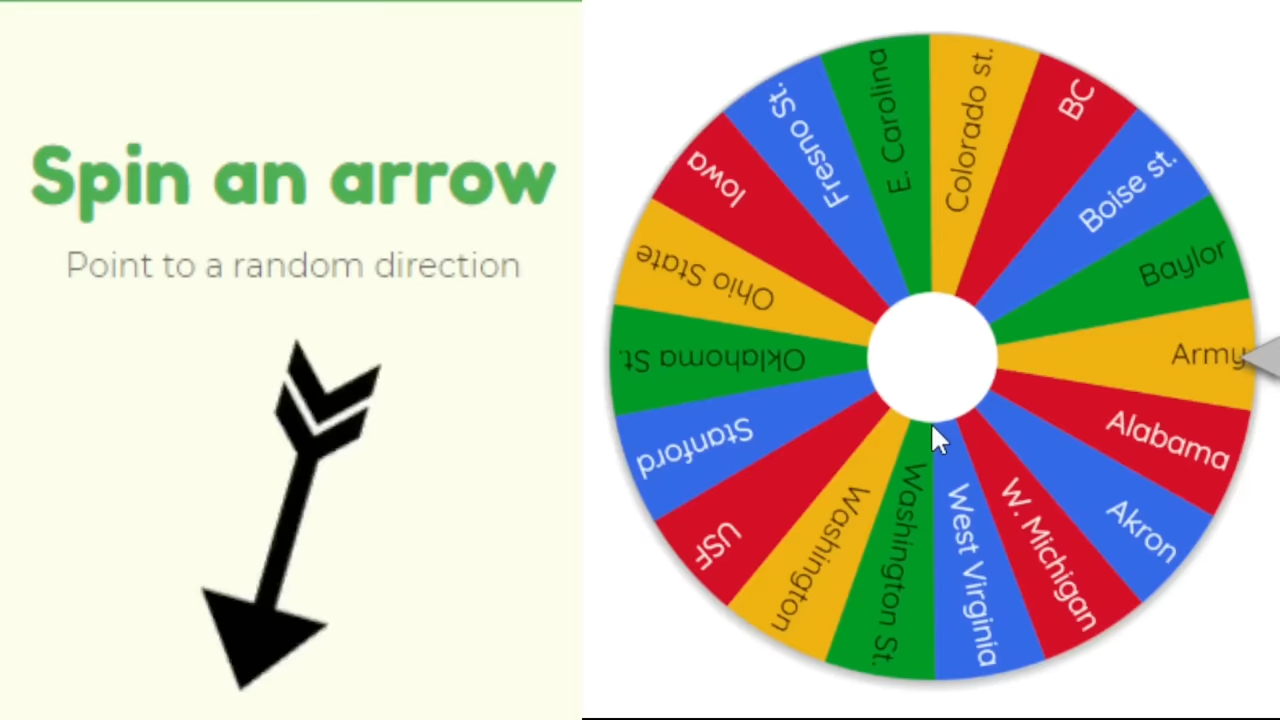 Spin an arrow
Point to a random direction
Colorado st.
BC
Boise st.
Baylor
Army
Alabama
Akron
W. Michigan
West Virginia
Washington St.
Washington
USF
Stanford
Oklahoma St.
Ohio State
Iowa
Fresno St.
E. Carolina